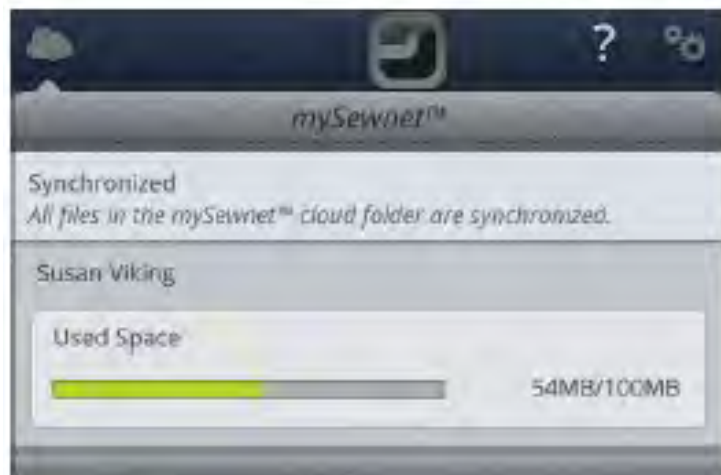 ?
mySewnet™
Synchronized
All files in the mySewnet™ cloud folder are synchronized.
Susan Viking
Used Space
54MB/100MB